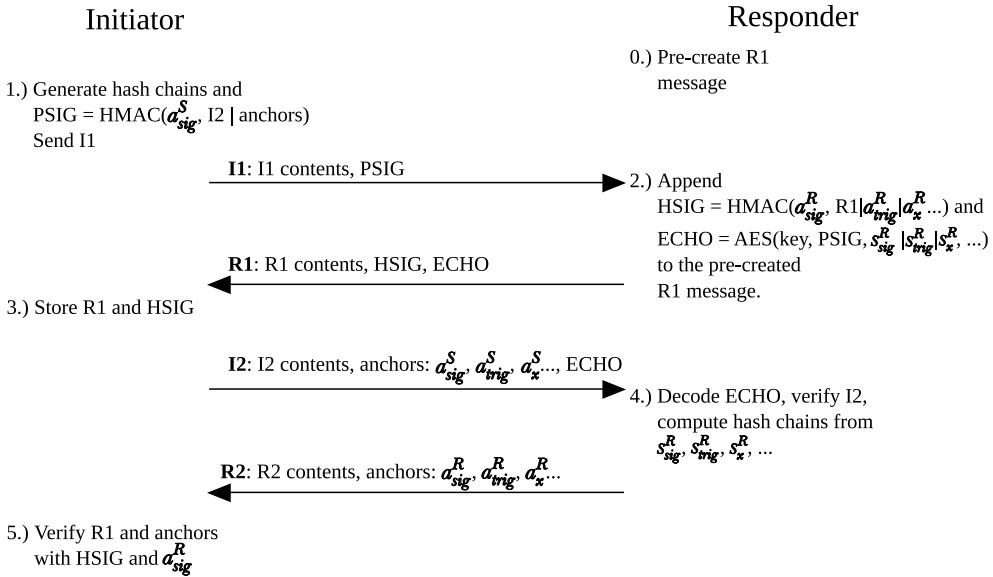 Initiator
Responder
0.) Pre-create R1
message
1.) Generate hash chains and
PSIG = HMAC(a^S_sig, I2 | anchors)
Send I1
I1: I1 contents, PSIG
2.) Append
HSIG = HMAC(a^R_sig, R1|a^R_trig|a^R_x...) and
ECHO = AES(key, PSIG, s^R_sig |s^R_trig|s^R_x, ...)
to the pre-created
R1 message.
R1: R1 contents, HSIG, ECHO
3.) Store R1 and HSIG
I2: I2 contents, anchors: a^S_sig, a^S_trig, a^S_x..., ECHO
4.) Decode ECHO, verify I2,
compute hash chains from
s^R_sig, s^R_trig, s^R_x, ...
R2: R2 contents, anchors: a^R_sig, a^R_trig, a^R_x...
5.) Verify R1 and anchors
with HSIG and a^R_sig